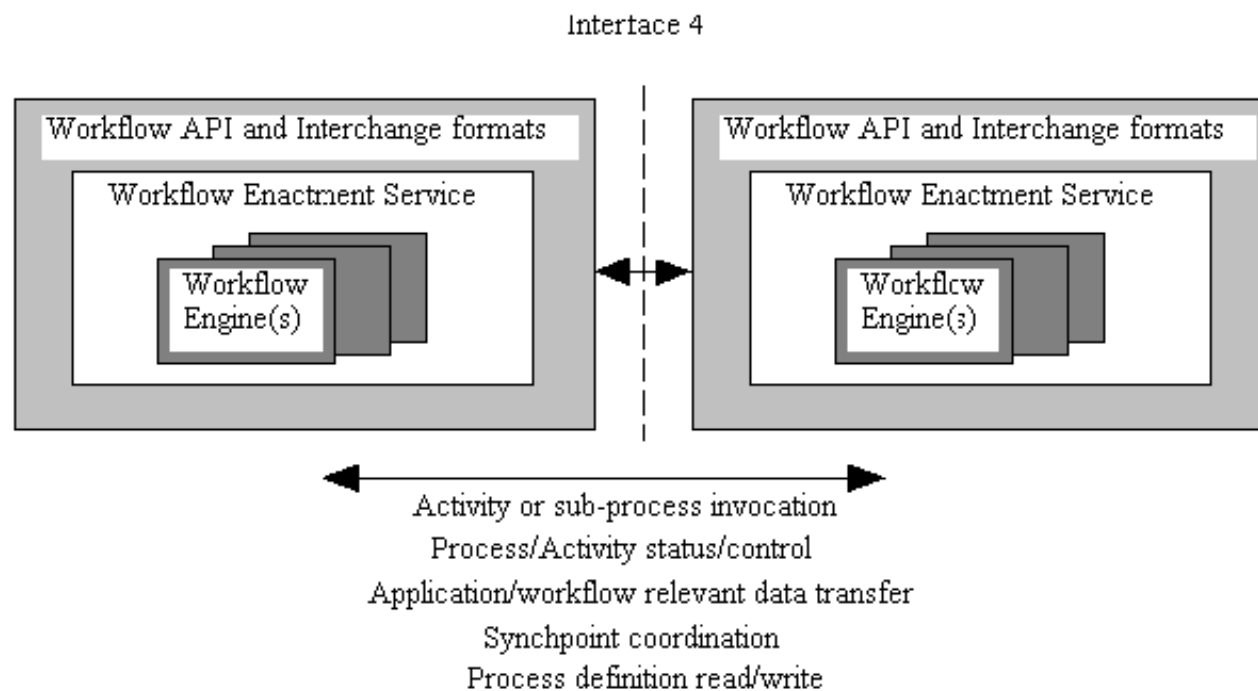 Interface 4
Workflow API and Interchange formats
Workflow Enactment Service
Workflow
Engine(s)
Workflow API and Interchange formats
Workflow Enactment Service
Workflow
Engine(s)
Activity or sub-process invocation
Process/Activity status/control
Application/workflow relevant data transfer
Synchpoint coordination
Process definition read/write